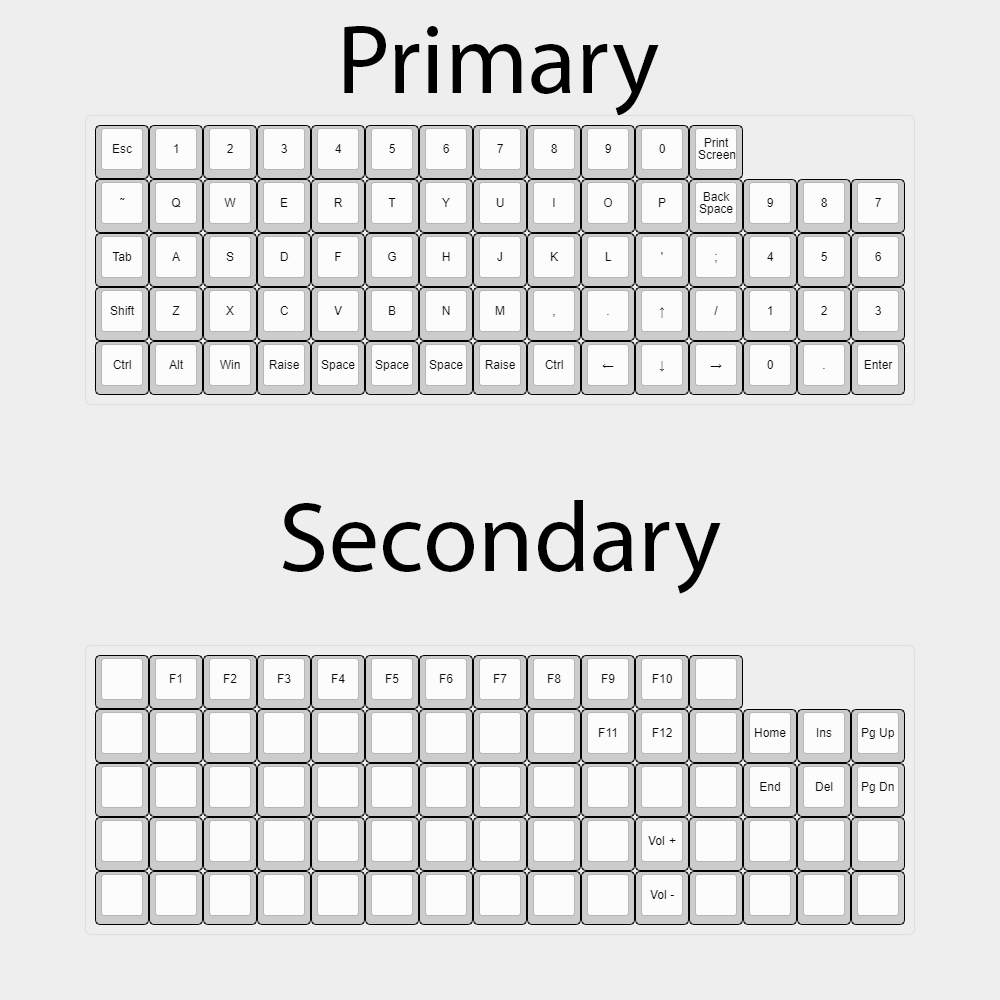 Primary
Esc 1 2 3 4 5 6 7 8 9 0 Print Screen
~ Q W E R T Y U I O P Back Space 9 8 7
Tab A S D F G H J K L ' ; 4 5 6
Shift Z X C V B N M , . ↑ / 1 2 3
Ctrl Alt Win Raise Space Space Space Raise Ctrl ← ↓ → 0 . Enter
Secondary
F1 F2 F3 F4 F5 F6 F7 F8 F9 F10
F11 F12 Home Ins Pg Up
End Del Pg Dn
Vol +
Vol -